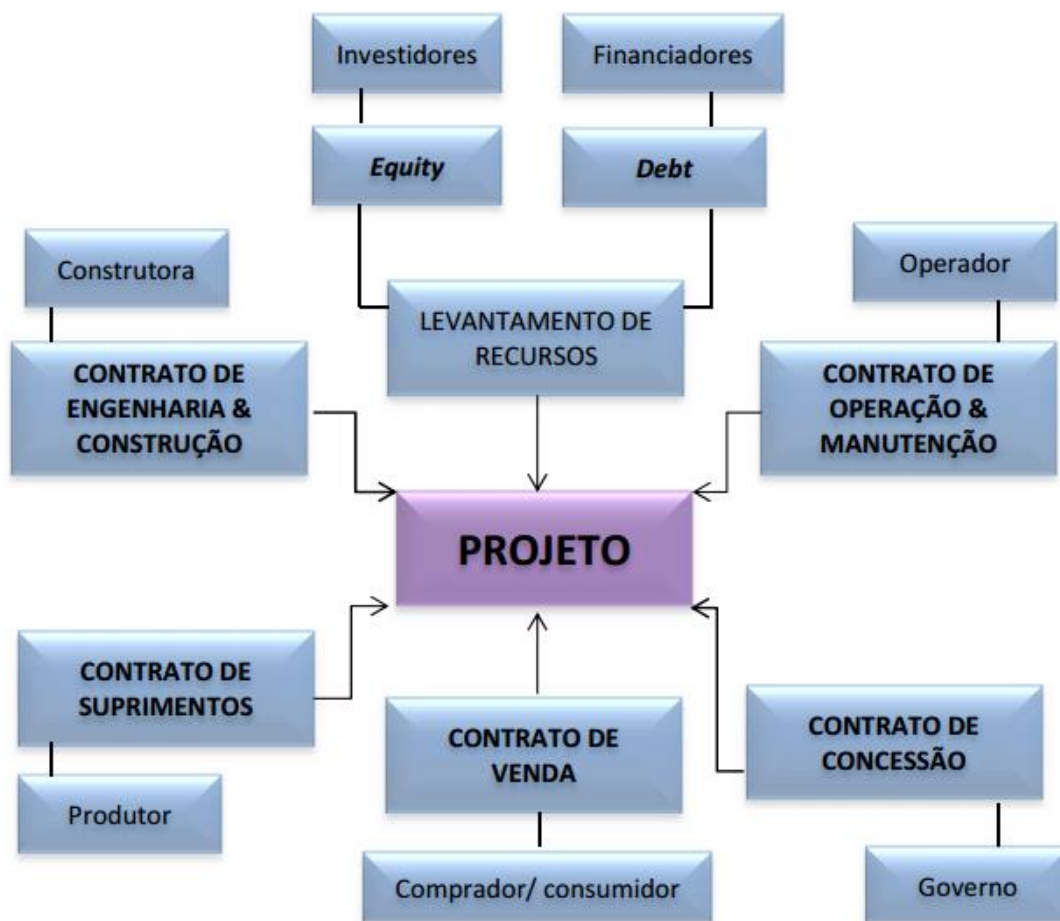 Investidores
Financiadores
Equity
Debt
Construtora
Operador
LEVANTAMENTO DE
RECURSOS
CONTRATO DE
ENGENHARIA &
CONSTRUÇÃO
CONTRATO DE
OPERAÇÃO &
MANUTENÇÃO
PROJETO
CONTRATO DE
SUPRIMENTOS
CONTRATO DE
VENDA
CONTRATO DE
CONCESSÃO
Produtor
Comprador/ consumidor
Governo